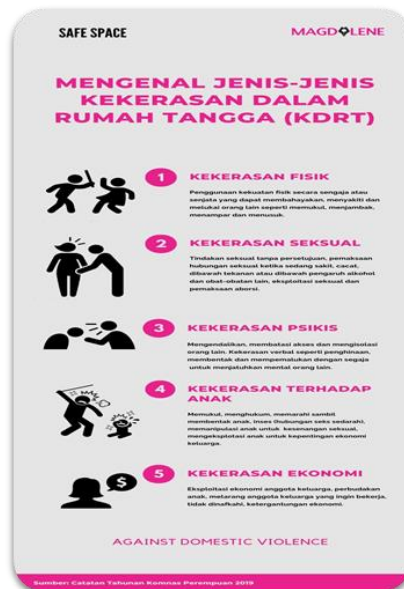 SAFE SPACE
MAGDALENE
MENGENAL JENIS-JENIS
KEKERASAN DALAM
RUMAH TANGGA (KDRT)
1 KEKERASAN FISIK
Penggunaan kekuatan fisik secara sengaja atau
senjata yang dapat membahayakan, menyakiti dan
melukai orang lain seperti memukul, menjambak,
menampar dan menusuk.
2 KEKERASAN SEKSUAL
Tindakan seksual tanpa persetujuan, pemaksaan
hubungan seksual ketika sedang sakit, cacat,
dibawah tekanan atau dibawah pengaruh alkohol
dan obat-obatan lain, eksploitasi seksual dan
pemaksaan aborsi.
3 KEKERASAN PSIKIS
Mengendalikan, membatasi akses dan mengisolasi
orang lain. Kekerasan verbal seperti penghinaan,
membentak dan mempemalukan dengan segaja
untuk menjatuhkan mental orang lain.
4 KEKERASAN TERHADAP
ANAK
Memukul, menghukum, memarahi sambil
membentak anak, inses (hubungan seks sedarah),
memanipulasi anak untuk kesenangan seksual,
mengeksplotasi anak untuk kepentingan ekonomi
keluarga.
$
5 KEKERASAN EKONOMI
Eksploitasi ekonomi anggota keluarga, perbudakan
anak, melarang anggota keluarga yang ingin bekerja,
tidak dinafkahi, ketergantungan ekonomi.
AGAINST DOMESTIC VIOLENCE
Sumber: Catatan Tahunan Komnas Perempuan 2019